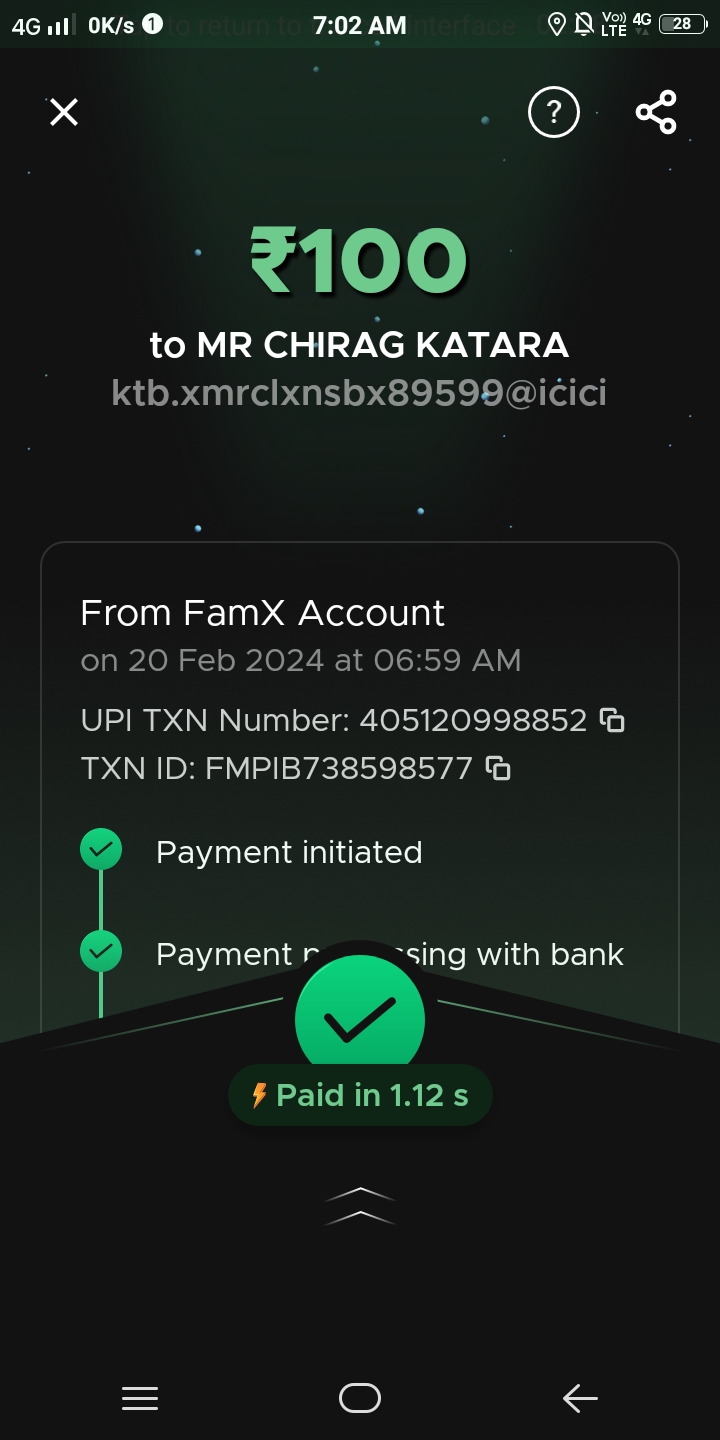 4G 0K/s 1 to return to interface 7:02 AM Vo)) LTE 4G 28
?
₹100
to MR CHIRAG KATARA
ktb.xmrclxnsbx89599@icici
From FamX Account
on 20 Feb 2024 at 06:59 AM
UPI TXN Number: 405120998852
TXN ID: FMPIB738598577
Payment initiated
Payment with bank
Paid in 1.12 s